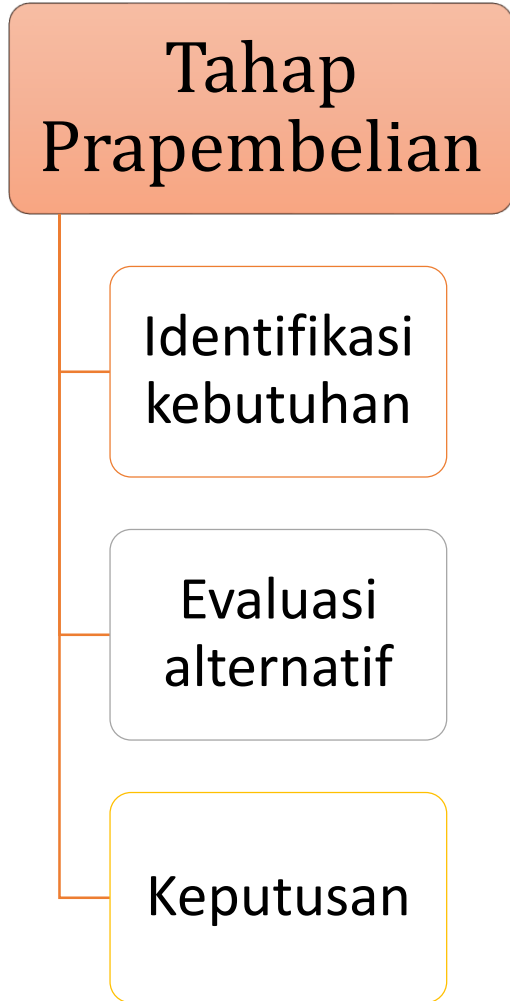 Tahap
Prapembelian
Identifikasi
kebutuhan
Evaluasi
alternatif
Keputusan